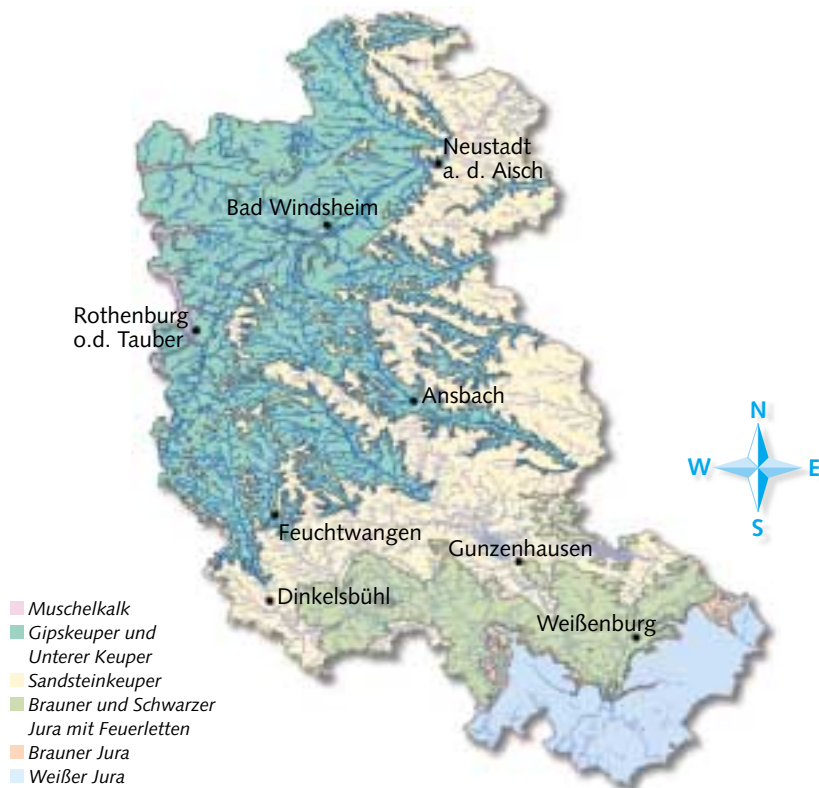 Neustadt
a. d. Aisch
Bad Windsheim
Rothenburg
o.d. Tauber
Ansbach
N
W
E
S
Feuchtwangen
Gunzenhausen
Dinkelsbühl
Weißenburg
Muschelkalk
Gipskeuper und
Unterer Keuper
Sandsteinkeuper
Brauner und Schwarzer
Jura mit Feuerletten
Brauner Jura
Weißer Jura